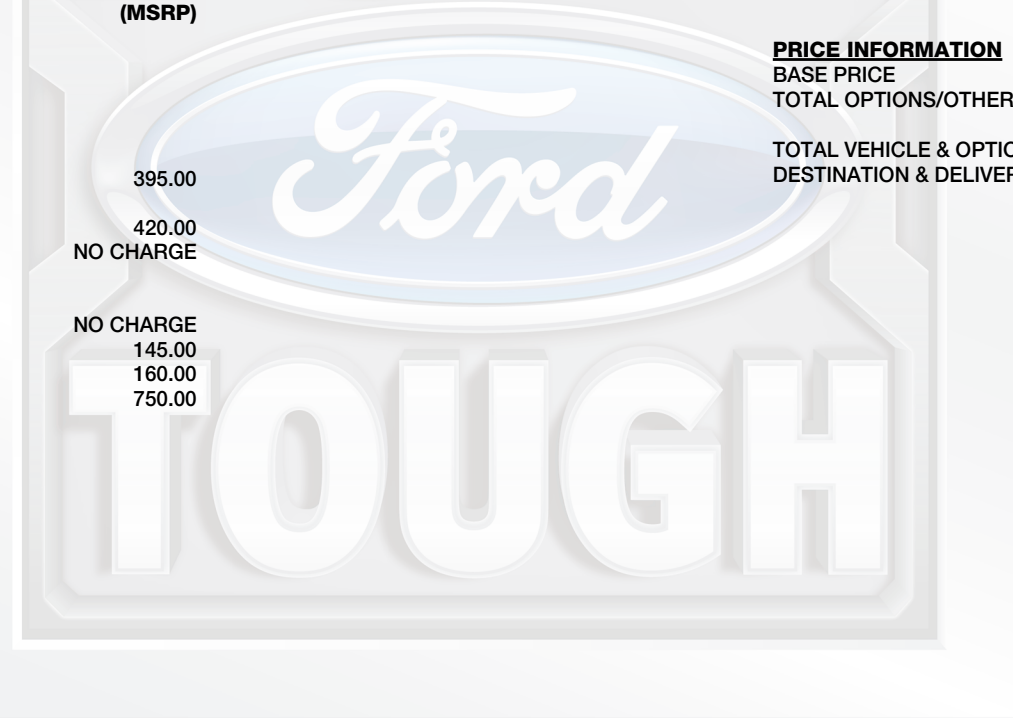 (MSRP)
395.00
420.00
NO CHARGE
NO CHARGE
145.00
160.00
750.00
PRICE INFORMATION
BASE PRICE
TOTAL OPTIONS/OTHER
TOTAL VEHICLE & OPTIO
DESTINATION & DELIVER
Ford
TOUGH